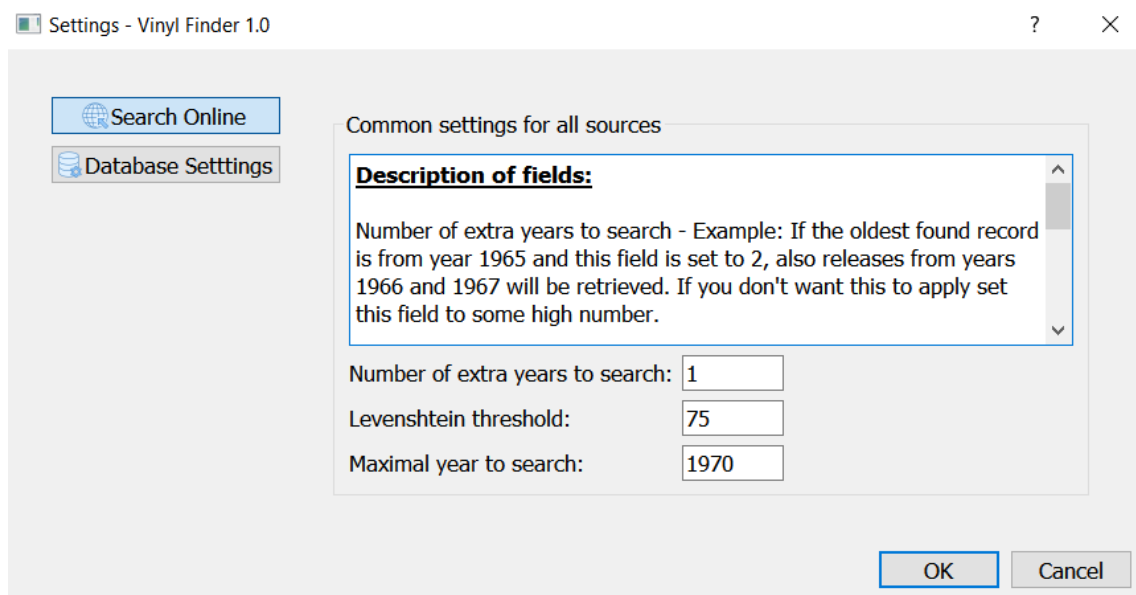 Settings - Vinyl Finder 1.0
?
Search Online
Database Setttings
Common settings for all sources
Description of fields:
Number of extra years to search - Example: If the oldest found record
is from year 1965 and this field is set to 2, also releases from years
1966 and 1967 will be retrieved. If you don't want this to apply set
this field to some high number.
Number of extra years to search: 1
Levenshtein threshold: 75
Maximal year to search: 1970
OK Cancel